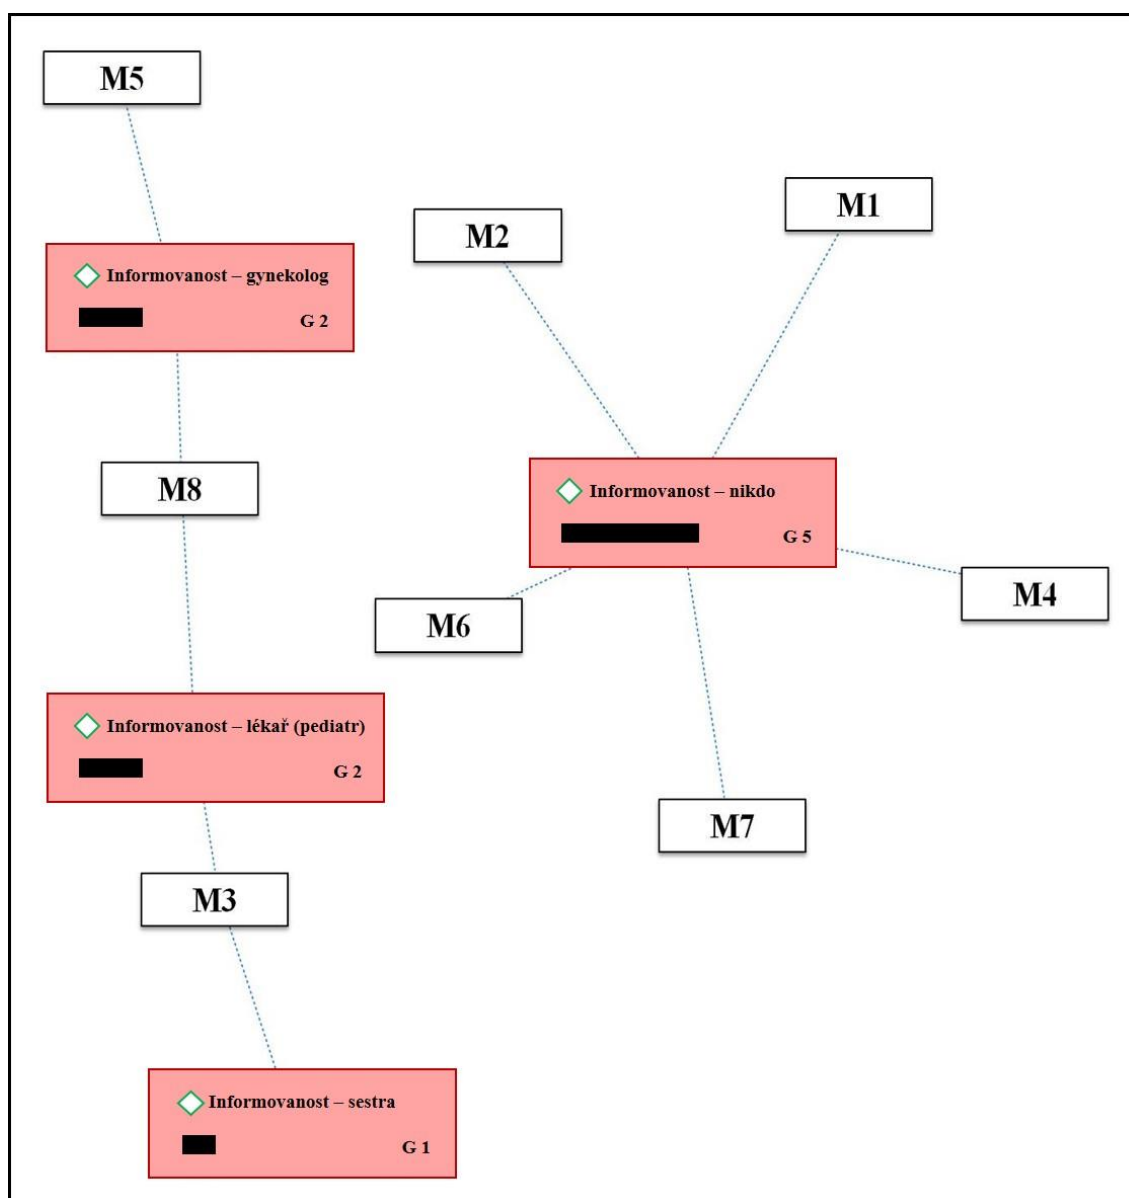 M5
M1
M2
Informovanost – gynekolog
G 2
M8
Informovanost – nikdo
G 5
M4
M6
Informovanost – lékař (pediatr)
G 2
M7
M3
Informovanost – sestra
G 1